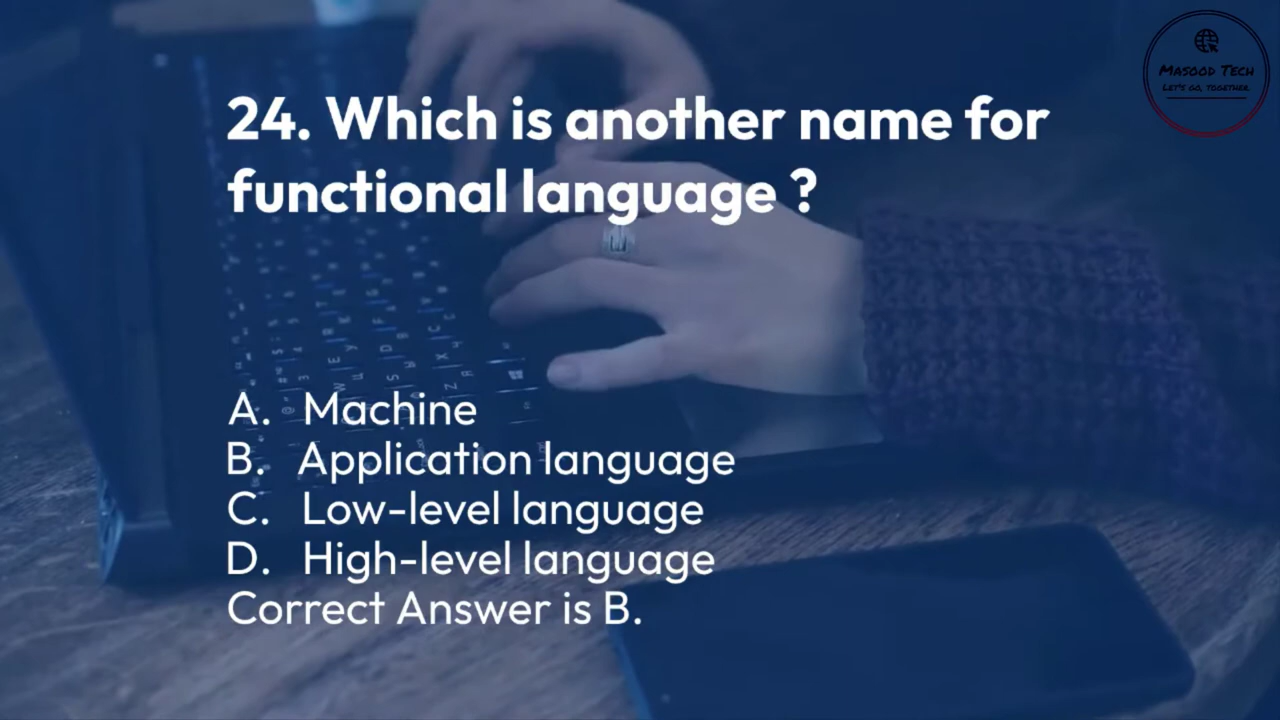 MASOOD TECH
LET'S GO, TOGETHER.
24. Which is another name for
functional language ?
A. Machine
B. Application language
C. Low-level language
D. High-level language
Correct Answer is B.